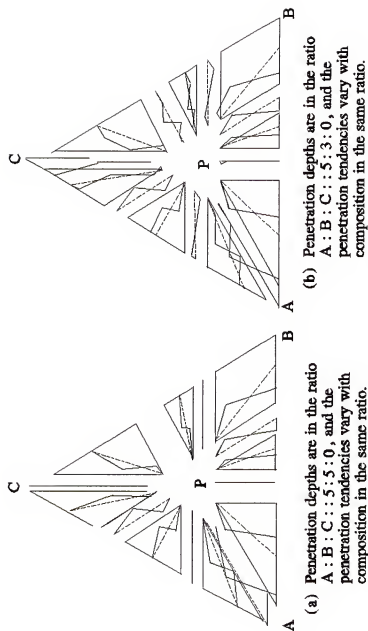 C
P
A
B
(a) Penetration depths are in the ratio
A : B : C : : 5 : 5 : 0, and the
penetration tendencies vary with
composition in the same ratio.
C
P
A
B
(b) Penetration depths are in the ratio
A : B : C : : 5 : 3 : 0, and the
penetration tendencies vary with
composition in the same ratio.